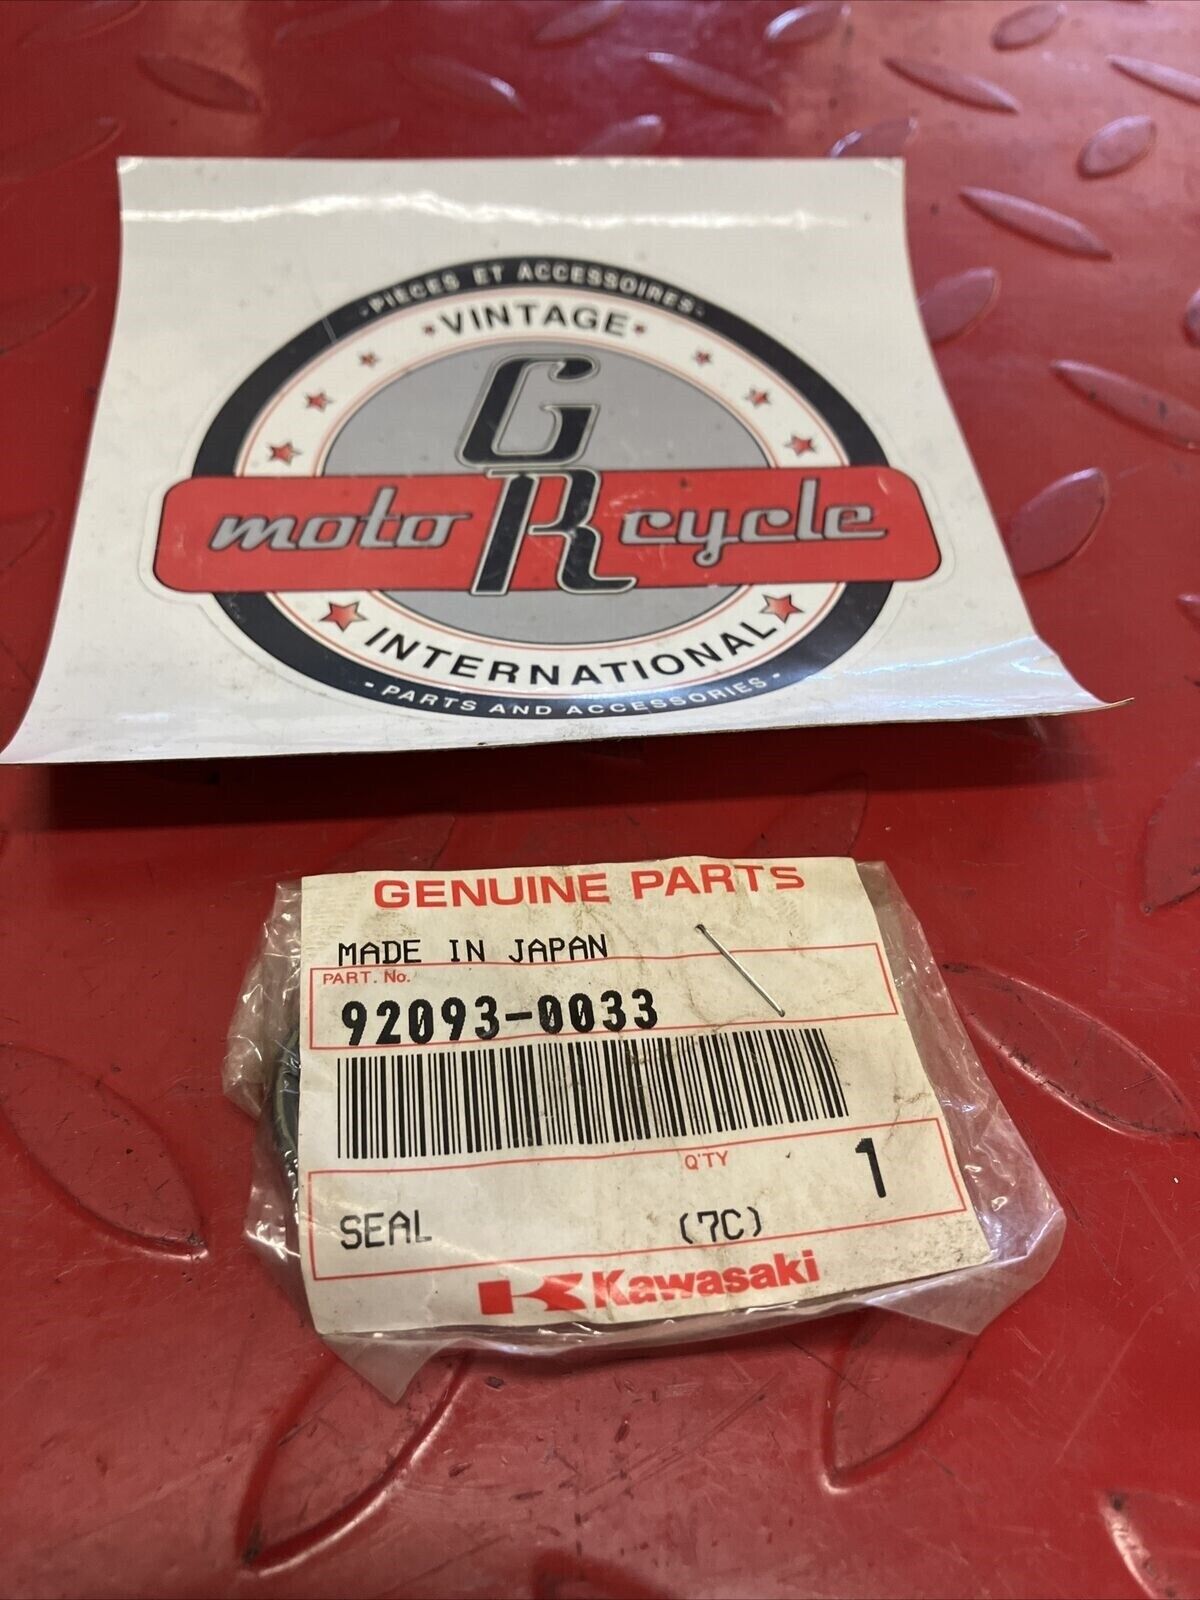 ·PIECES ET ACCESSOIRES·
·VINTAGE·
GR
moto cycle
INTERNATIONAL
·PARTS AND ACCESSORIES·
GENUINE PARTS
MADE IN JAPAN
PART. No.
92093-0033
Q'TY 1
SEAL (7C)
Kawasaki